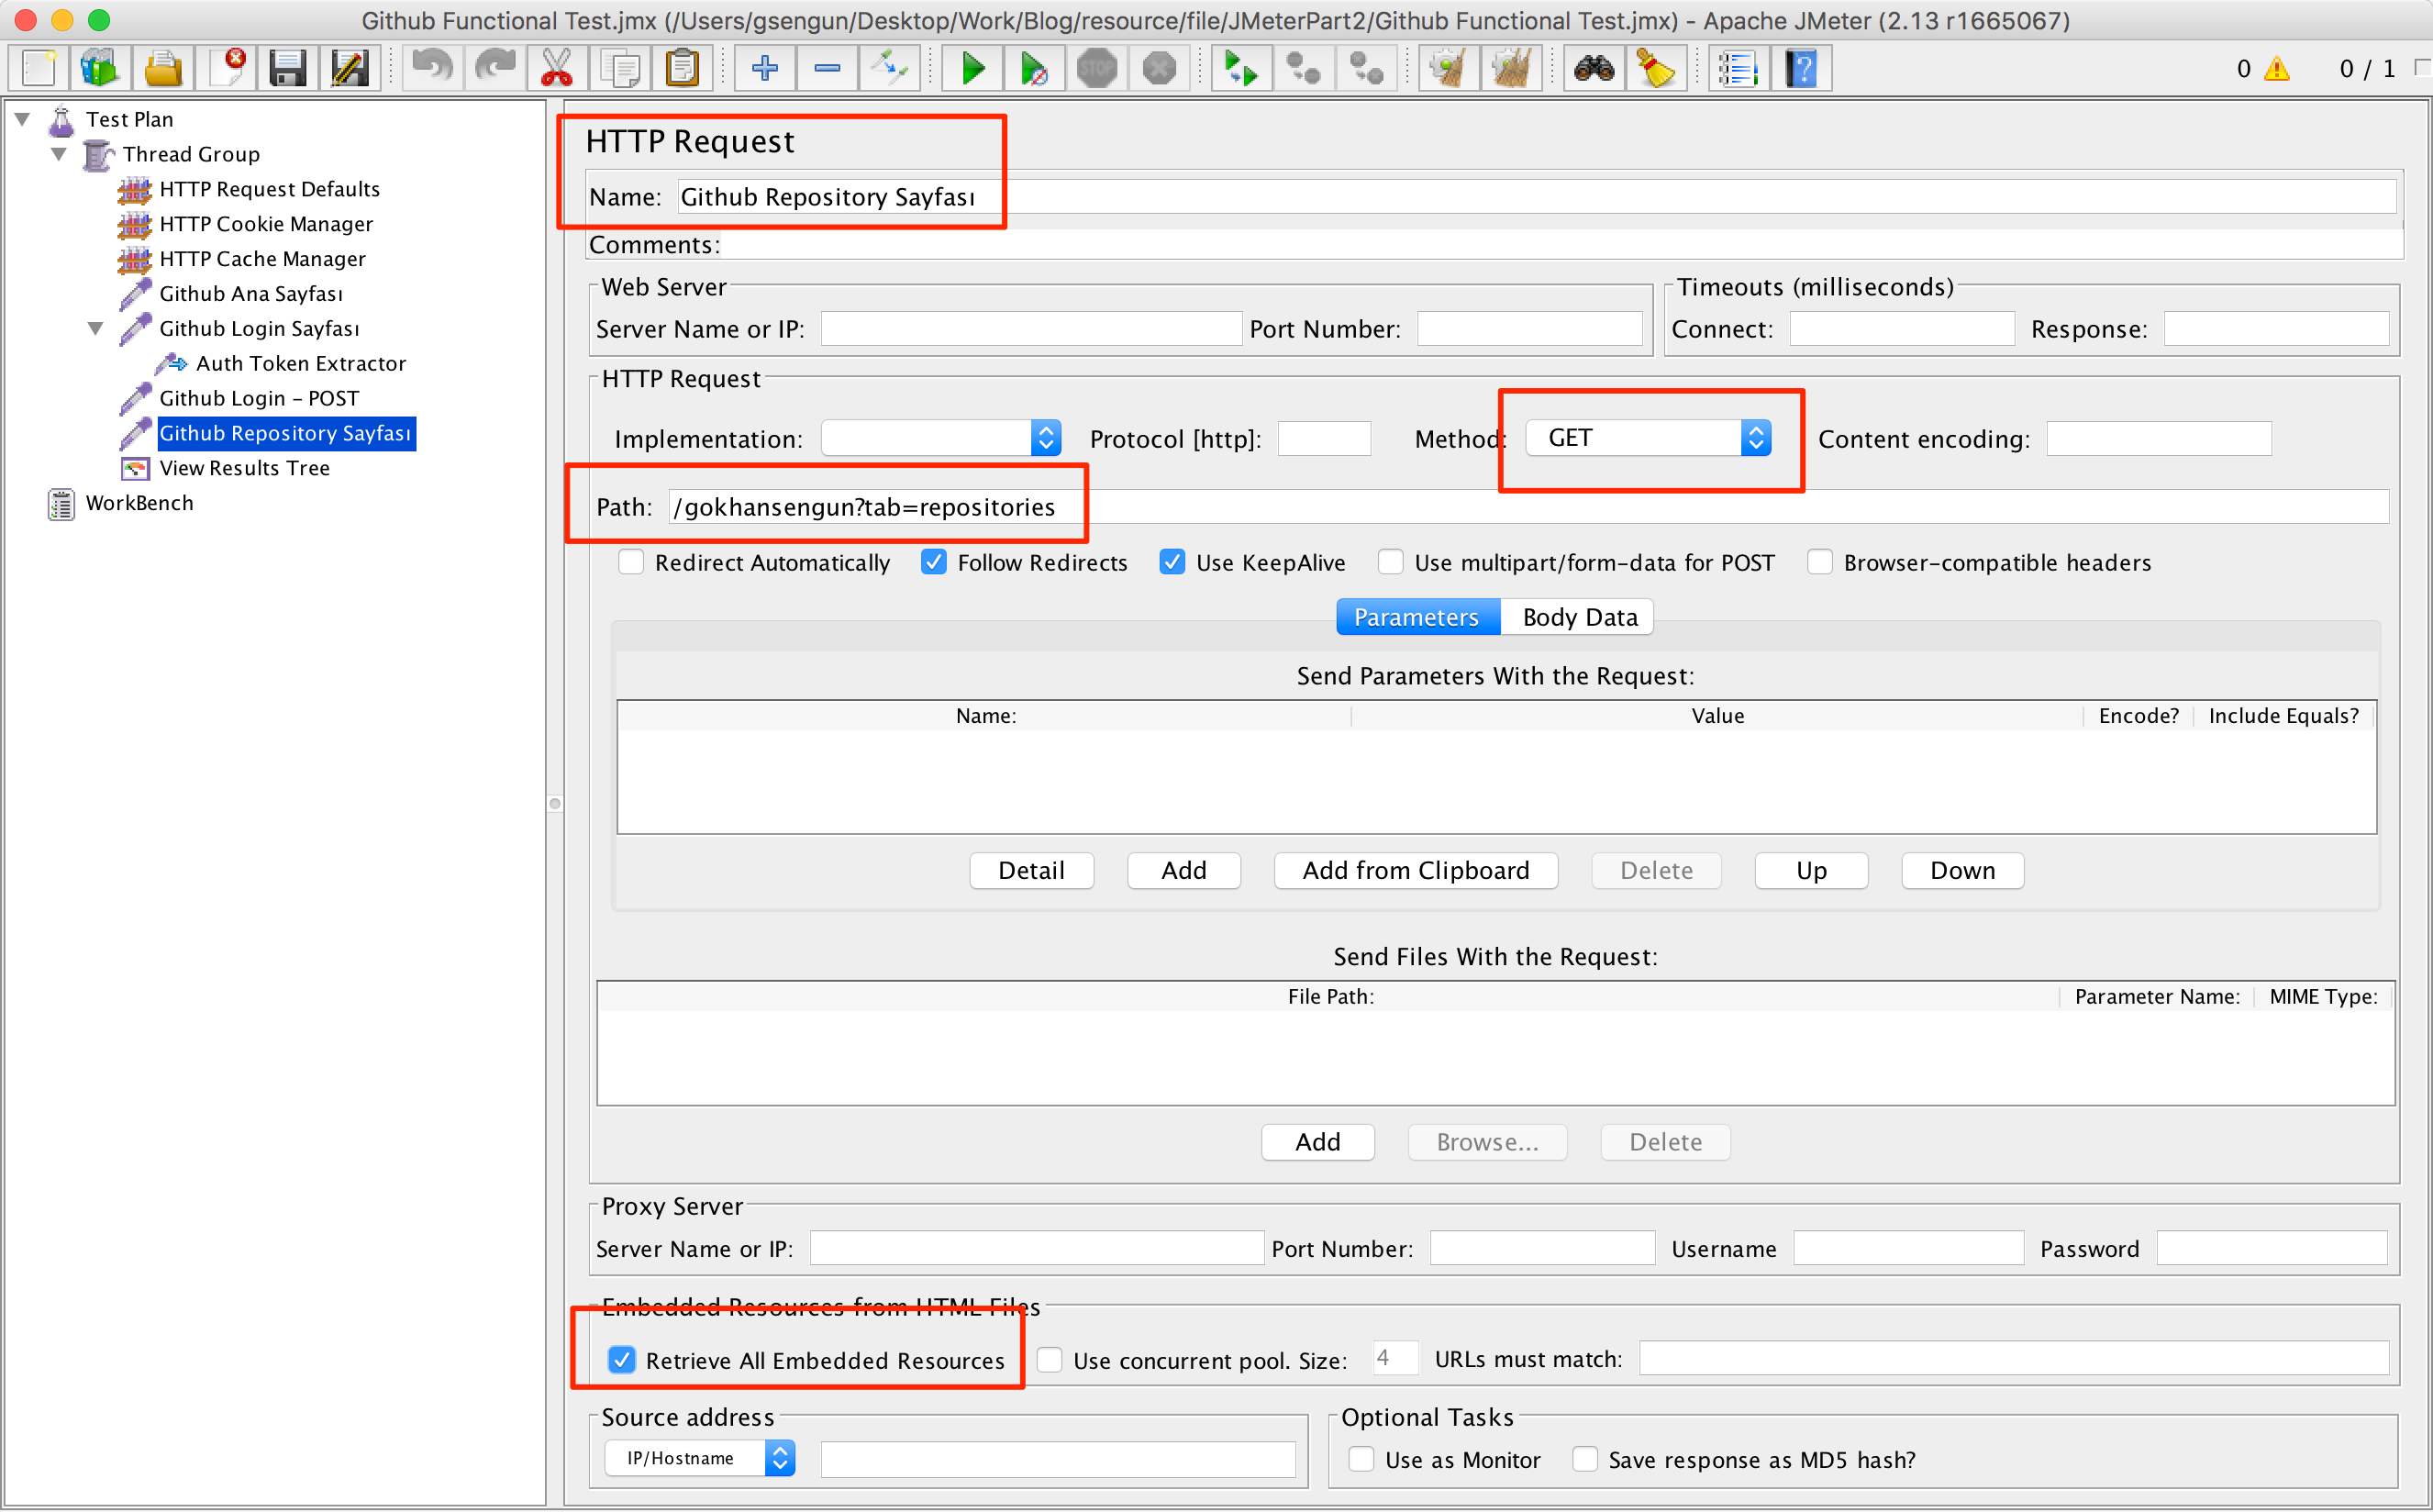 Github Functional Test.jmx (/Users/gsengun/Desktop/Work/Blog/resource/file/JMeterPart2/Github Functional Test.jmx) - Apache JMeter (2.13 r1665067)
STOP
0 0 / 1
Test Plan
Thread Group
HTTP Request Defaults
HTTP Cookie Manager
HTTP Cache Manager
Github Ana Sayfası
Github Login Sayfası
Auth Token Extractor
Github Login - POST
Github Repository Sayfası
View Results Tree
WorkBench
HTTP Request
Name: Github Repository Sayfası
Comments:
Web Server
Server Name or IP: Port Number:
Timeouts (milliseconds)
Connect: Response:
HTTP Request
Implementation: Protocol [http]: Method: GET Content encoding:
Path: /gokhansengun?tab=repositories
Redirect Automatically Follow Redirects Use KeepAlive Use multipart/form-data for POST Browser-compatible headers
Parameters Body Data
Send Parameters With the Request:
Name: Value Encode? Include Equals?
Detail Add Add from Clipboard Delete Up Down
Send Files With the Request:
File Path: Parameter Name: MIME Type:
Add Browse... Delete
Proxy Server
Server Name or IP: Port Number: Username Password
Embedded Resources from HTML Files
Retrieve All Embedded Resources Use concurrent pool. Size: 4 URLs must match:
Source address
IP/Hostname
Optional Tasks
Use as Monitor Save response as MD5 hash?